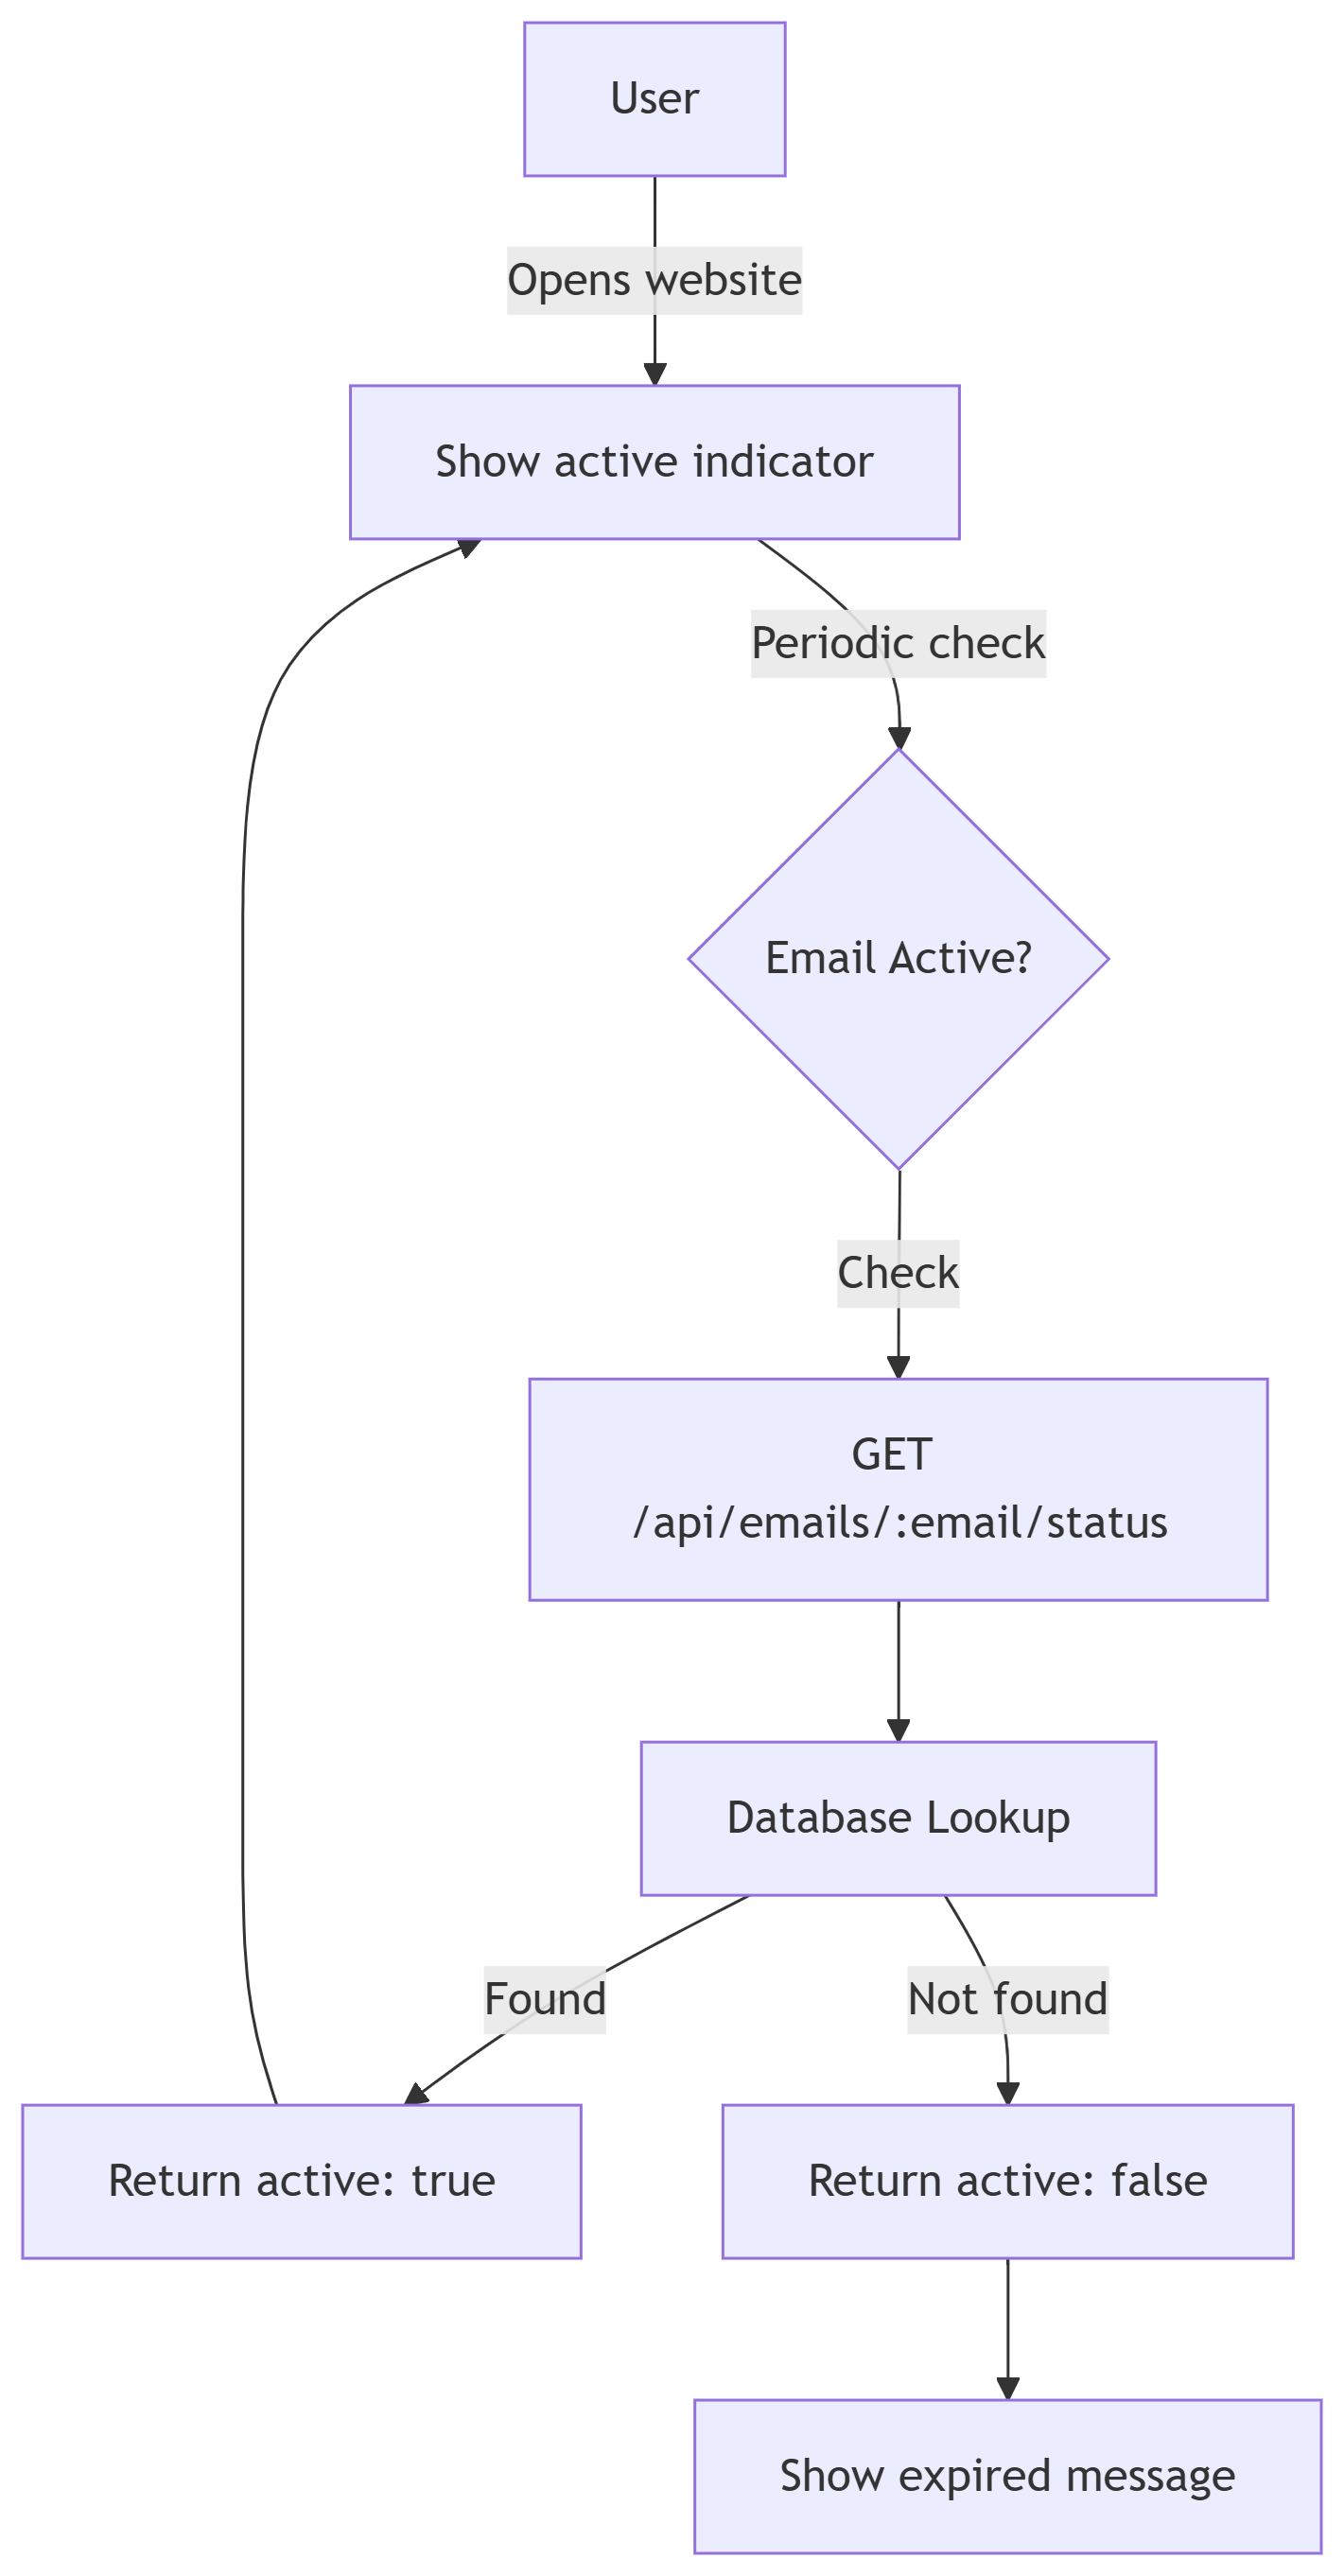 User
Opens website
Show active indicator
Periodic check
Email Active?
Check
GET
/api/emails/:email/status
Database Lookup
Found
Not found
Return active: true
Return active: false
Show expired message